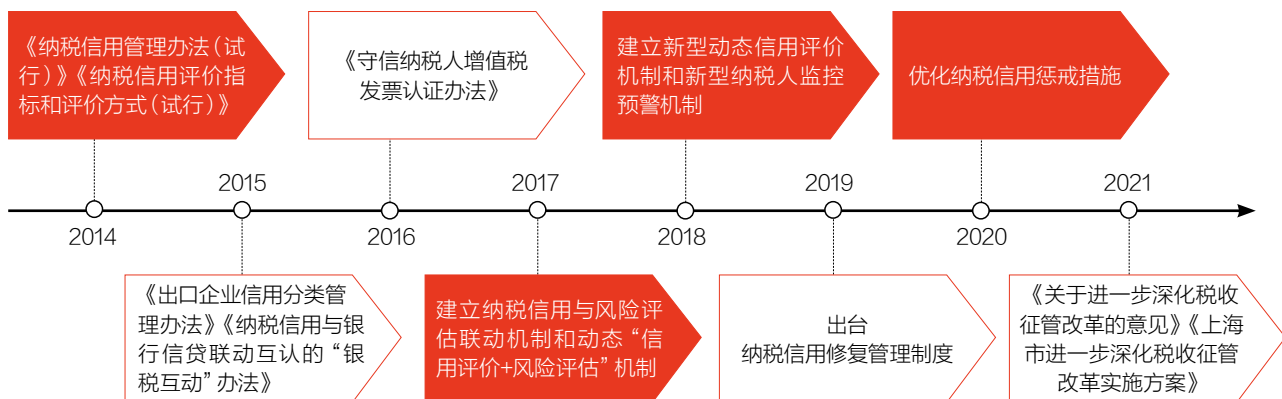 《纳税信用管理办法（试
行）》《纳税信用评价指
标和评价方式（试行）》
《守信纳税人增值税
发票认证办法》
建立新型动态信用评价
机制和新型纳税人监控
预警机制
优化纳税信用惩戒措施
2015
2017
2019
2021
2014
2016
2018
2020
《出口企业信用分类管
理办法》《纳税信用与银
行信贷联动互认的“银
税互动”办法》
建立纳税信用与风险评
估联动机制和动态“信
用评价+风险评估”机制
出台
纳税信用修复管理制度
《关于进一步深化税收
征管改革的意见》《上海
市进一步深化税收征管
改革实施方案》